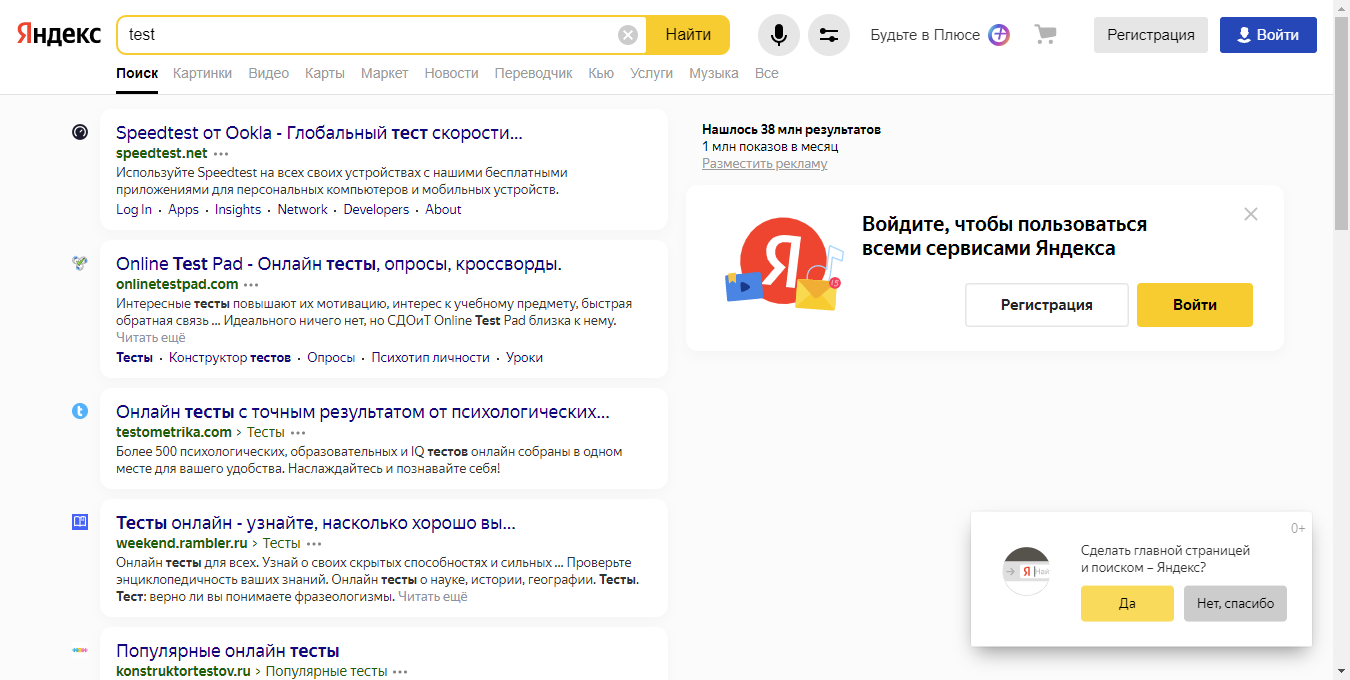 Яндекс
test
Найти
Будьте в Плюсе
Регистрация
Войти
Поиск Картинки Видео Карты Маркет Новости Переводчик Кью Услуги Музыка Все
Speedtest от Ookla - Глобальный тест скорости...
speedtest.net
Используйте Speedtest на всех своих устройствах с нашими бесплатными
приложениями для персональных компьютеров и мобильных устройств.
Log In · Apps · Insights · Network · Developers · About
Online Test Pad - Онлайн тесты, опросы, кроссворды.
onlinetestpad.com
Интересные тесты повышают их мотивацию, интерес к учебному предмету, быстрая
обратная связь ... Идеального ничего нет, но СДОиТ Online Test Pad близка к нему.
Читать ещё
Тесты · Конструктор тестов · Опросы · Психотип личности · Уроки
Онлайн тесты с точным результатом от психологических...
testometrika.com › Тесты
Более 500 психологических, образовательных и IQ тестов онлайн собраны в одном
месте для вашего удобства. Наслаждайтесь и познавайте себя!
Тесты онлайн - узнайте, насколько хорошо вы...
weekend.rambler.ru › Тесты
Онлайн тесты для всех. Узнай о своих скрытых способностях и сильных ... Проверьте
энциклопедичность ваших знаний. Онлайн тесты о науке, истории, географии. Тесты.
Тест: верно ли вы понимаете фразеологизмы. Читать ещё
Популярные онлайн тесты
konstruktortestov.ru › Популярные тесты
Нашлось 38 млн результатов
1 млн показов в месяц
Разместить рекламу
Войдите, чтобы пользоваться
всеми сервисами Яндекса
Я
15
Регистрация
Войти
0+
Сделать главной страницей
и поиском – Яндекс?
Я Най
Да
Нет, спасибо